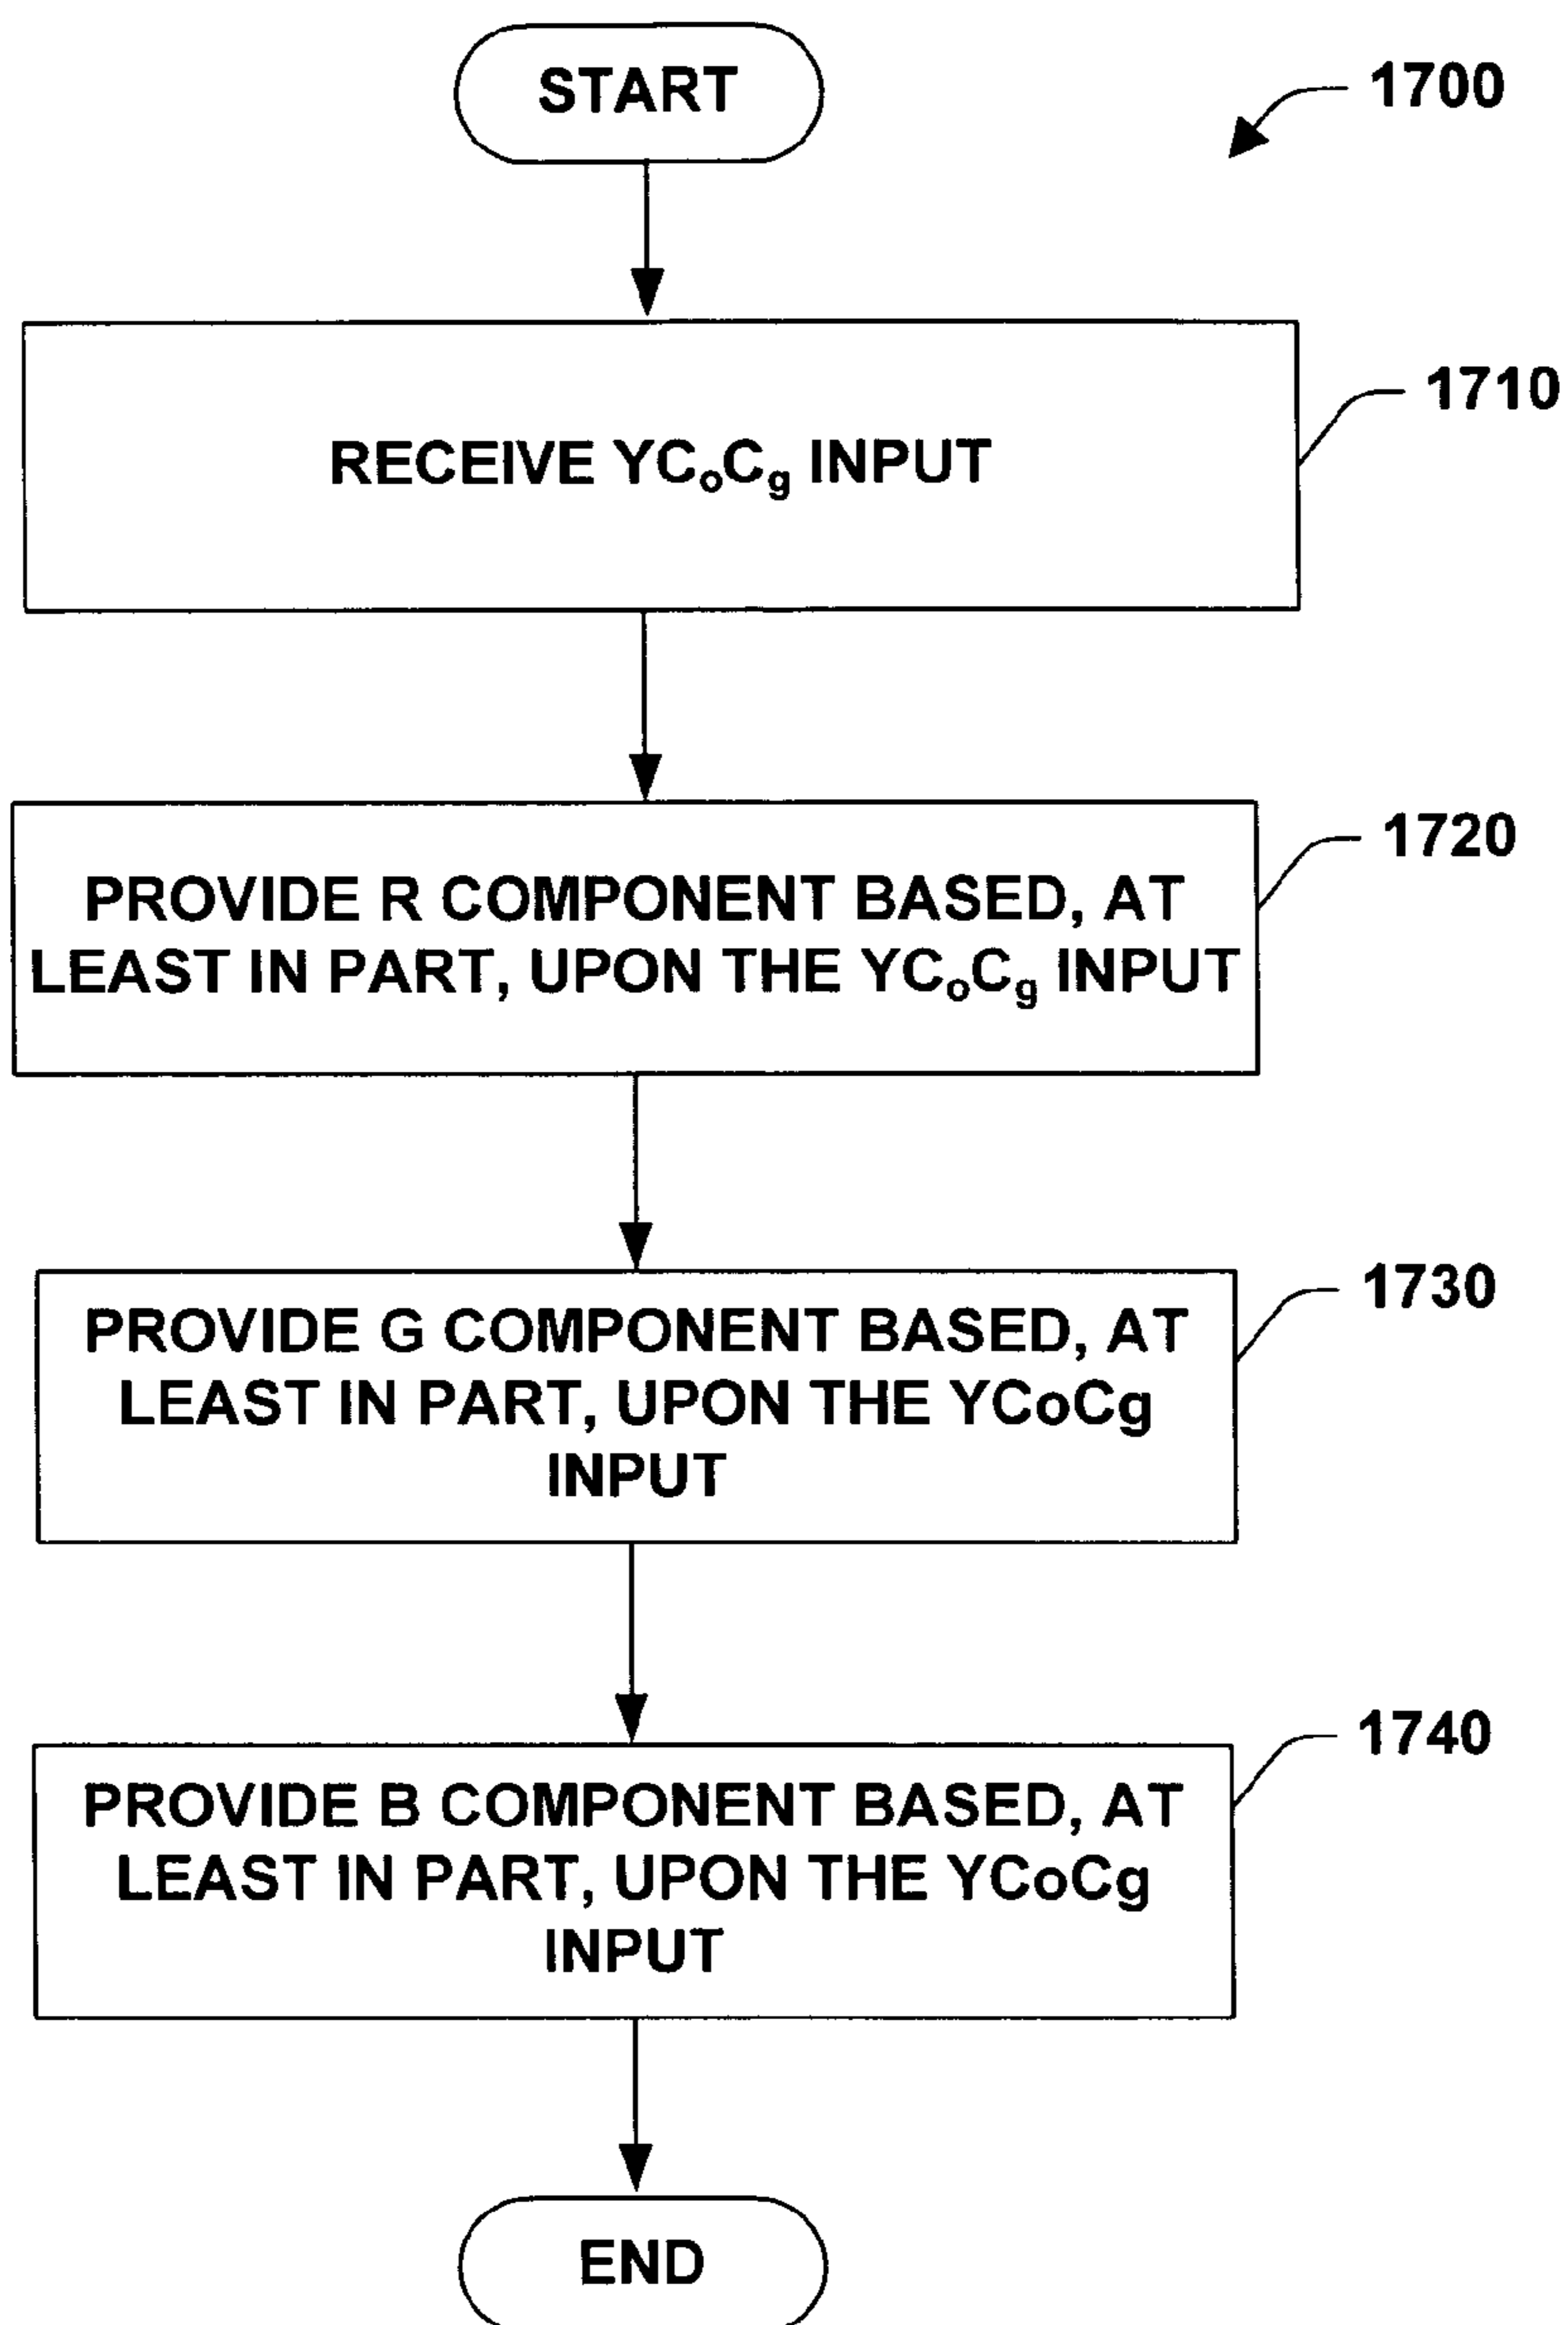 START
1700
RECEIVE YCoCg INPUT
1710
PROVIDE R COMPONENT BASED, AT
LEAST IN PART, UPON THE YCoCg INPUT
1720
PROVIDE G COMPONENT BASED, AT
LEAST IN PART, UPON THE YCoCg
INPUT
1730
PROVIDE B COMPONENT BASED, AT
LEAST IN PART, UPON THE YCoCg
INPUT
1740
END